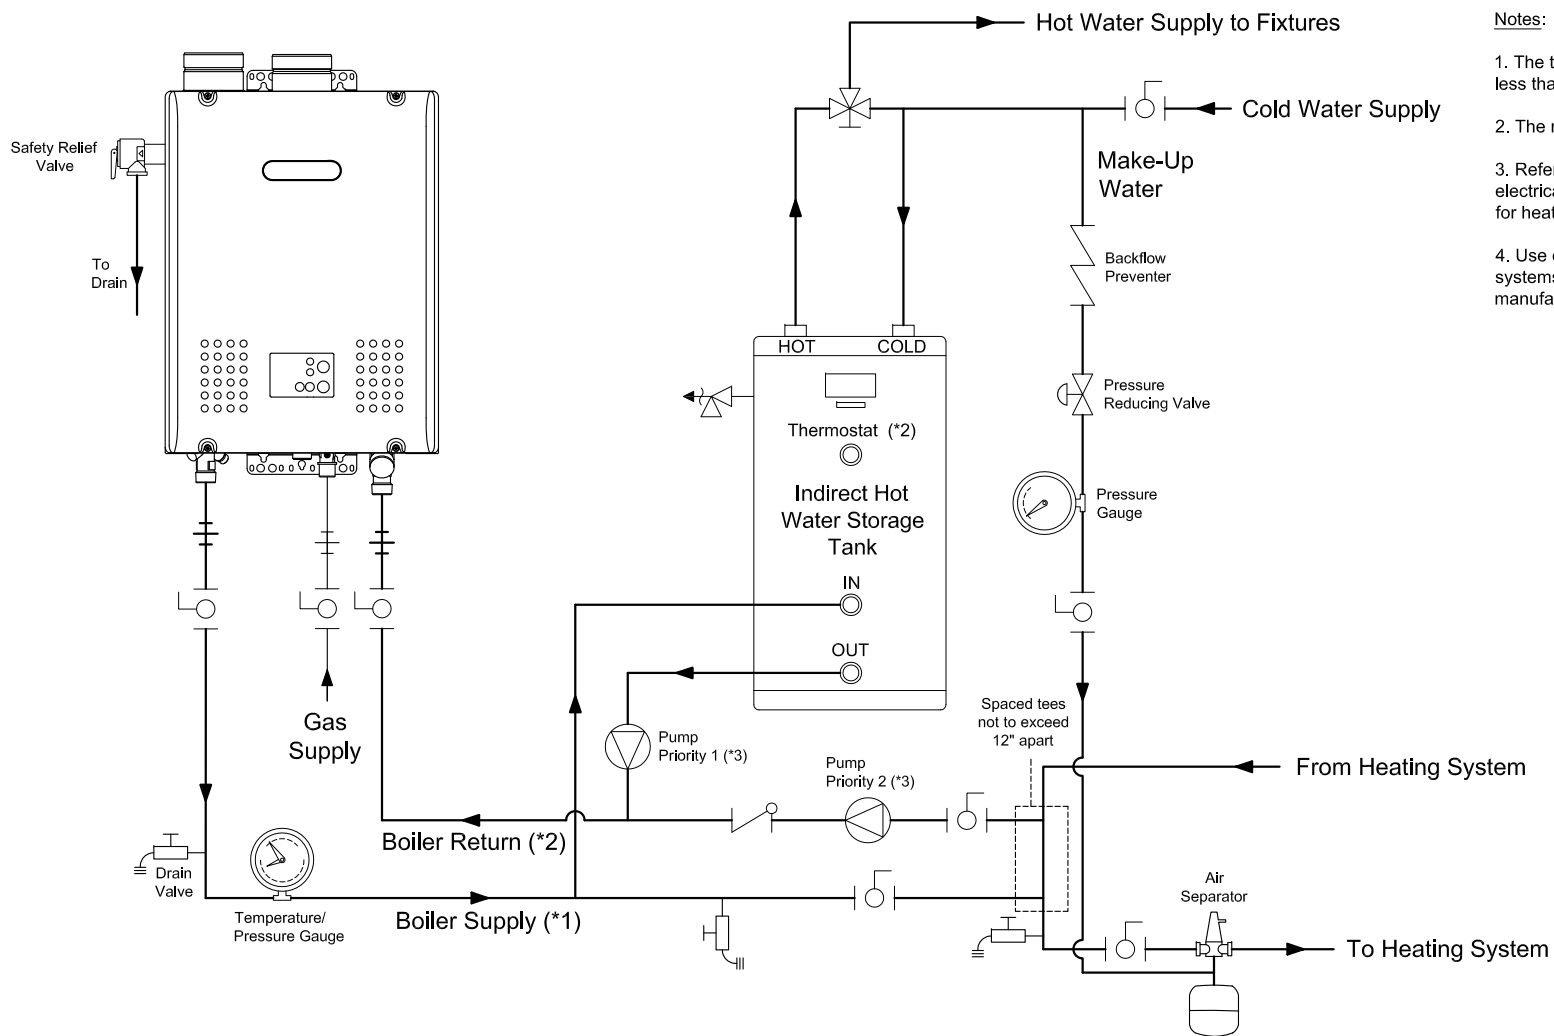 Hot Water Supply to Fixtures
Notes:
1. The t
less tha
Cold Water Supply
2. The r
Safety Relief
Valve
Make-Up
Water
3. Refer
electrica
for heat
To
Drain
Backflow
Preventer
4. Use
systems
manufa
HOT
COLD
Pressure
Reducing Valve
Thermostat (*2)
Indirect Hot
Water Storage
Tank
Pressure
Gauge
IN
OUT
Gas
Supply
Spaced tees
not to exceed
12" apart
Pump
Priority 1 (*3)
Pump
Priority 2 (*3)
From Heating System
Boiler Return (*2)
Drain
Valve
Air
Separator
Temperature/
Pressure Gauge
Boiler Supply (*1)
To Heating System